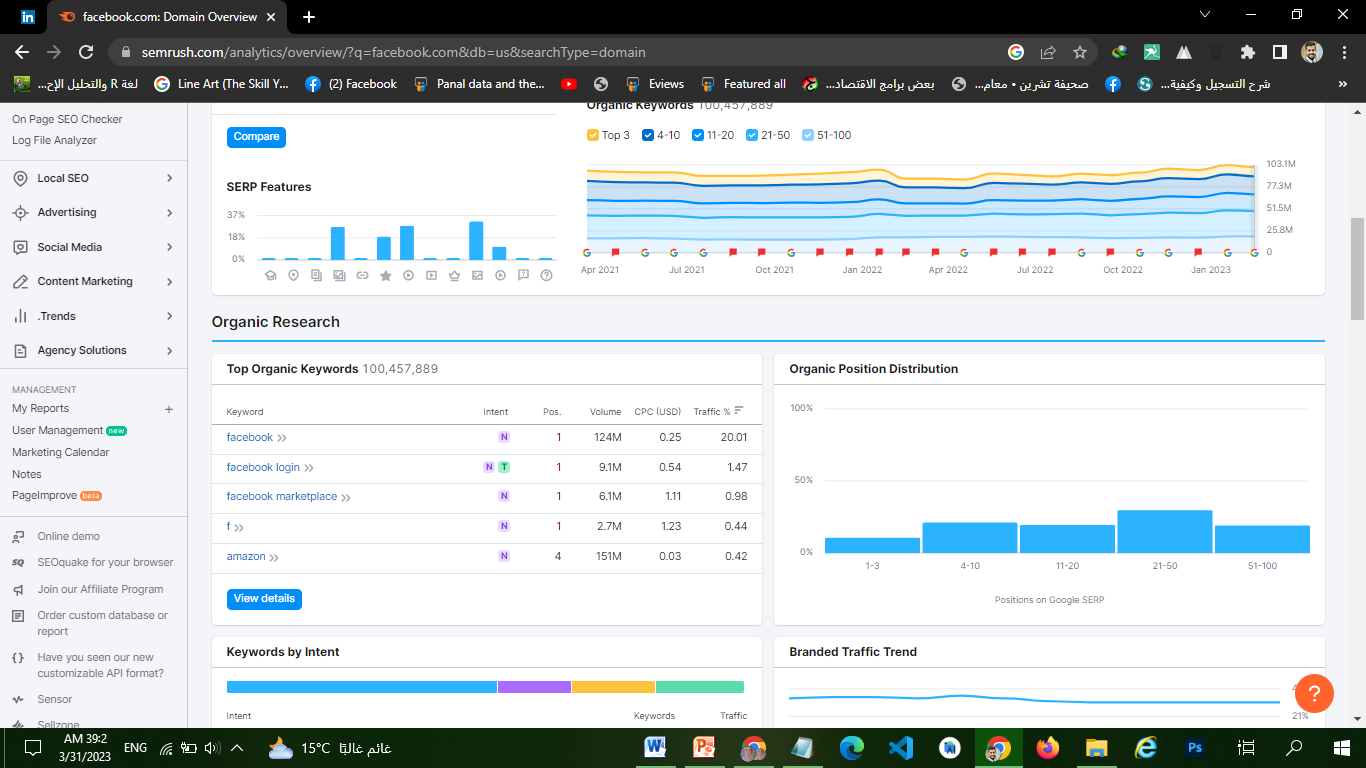 facebook.com: Domain Overview
semrush.com/analytics/overview/?q=facebook.com&db=us&searchType=domain
لغة R والتحليل الإح...
Line Art (The Skill Y...
(2) Facebook
Panal data and the...
Eviews
Featured all
بعض برامج الاقتصاد...
صحيفة تشرين • معام...
شرح التسجيل وكيفية...
On Page SEO Checker
Log File Analyzer
Local SEO
Advertising
Social Media
Content Marketing
.Trends
Agency Solutions
MANAGEMENT
My Reports
User Management new
Marketing Calendar
Notes
PageImprove beta
Online demo
SEOquake for your browser
Join our Affiliate Program
Order custom database or
report
Have you seen our new
customizable API format?
Sensor
Sellzone
Compare
SERP Features
37%
18%
0%
Organic Keywords 100,457,889
Top 3 4-10 11-20 21-50 51-100
103.1M
77.3M
51.5M
25.8M
0
Apr 2021 Jul 2021 Oct 2021 Jan 2022 Apr 2022 Jul 2022 Oct 2022 Jan 2023
Organic Research
Top Organic Keywords 100,457,889
Keyword Intent Pos. Volume CPC (USD) Traffic %
facebook N 1 124M 0.25 20.01
facebook login N T 1 9.1M 0.54 1.47
facebook marketplace N 1 6.1M 1.11 0.98
f N 1 2.7M 1.23 0.44
amazon N 4 151M 0.03 0.42
View details
Organic Position Distribution
100%
50%
0%
1-3 4-10 11-20 21-50 51-100
Positions on Google SERP
Keywords by Intent
Intent Keywords Traffic
Branded Traffic Trend
21%
?
AM 39:2
3/31/2023
ENG
15°C غائم غالبًا